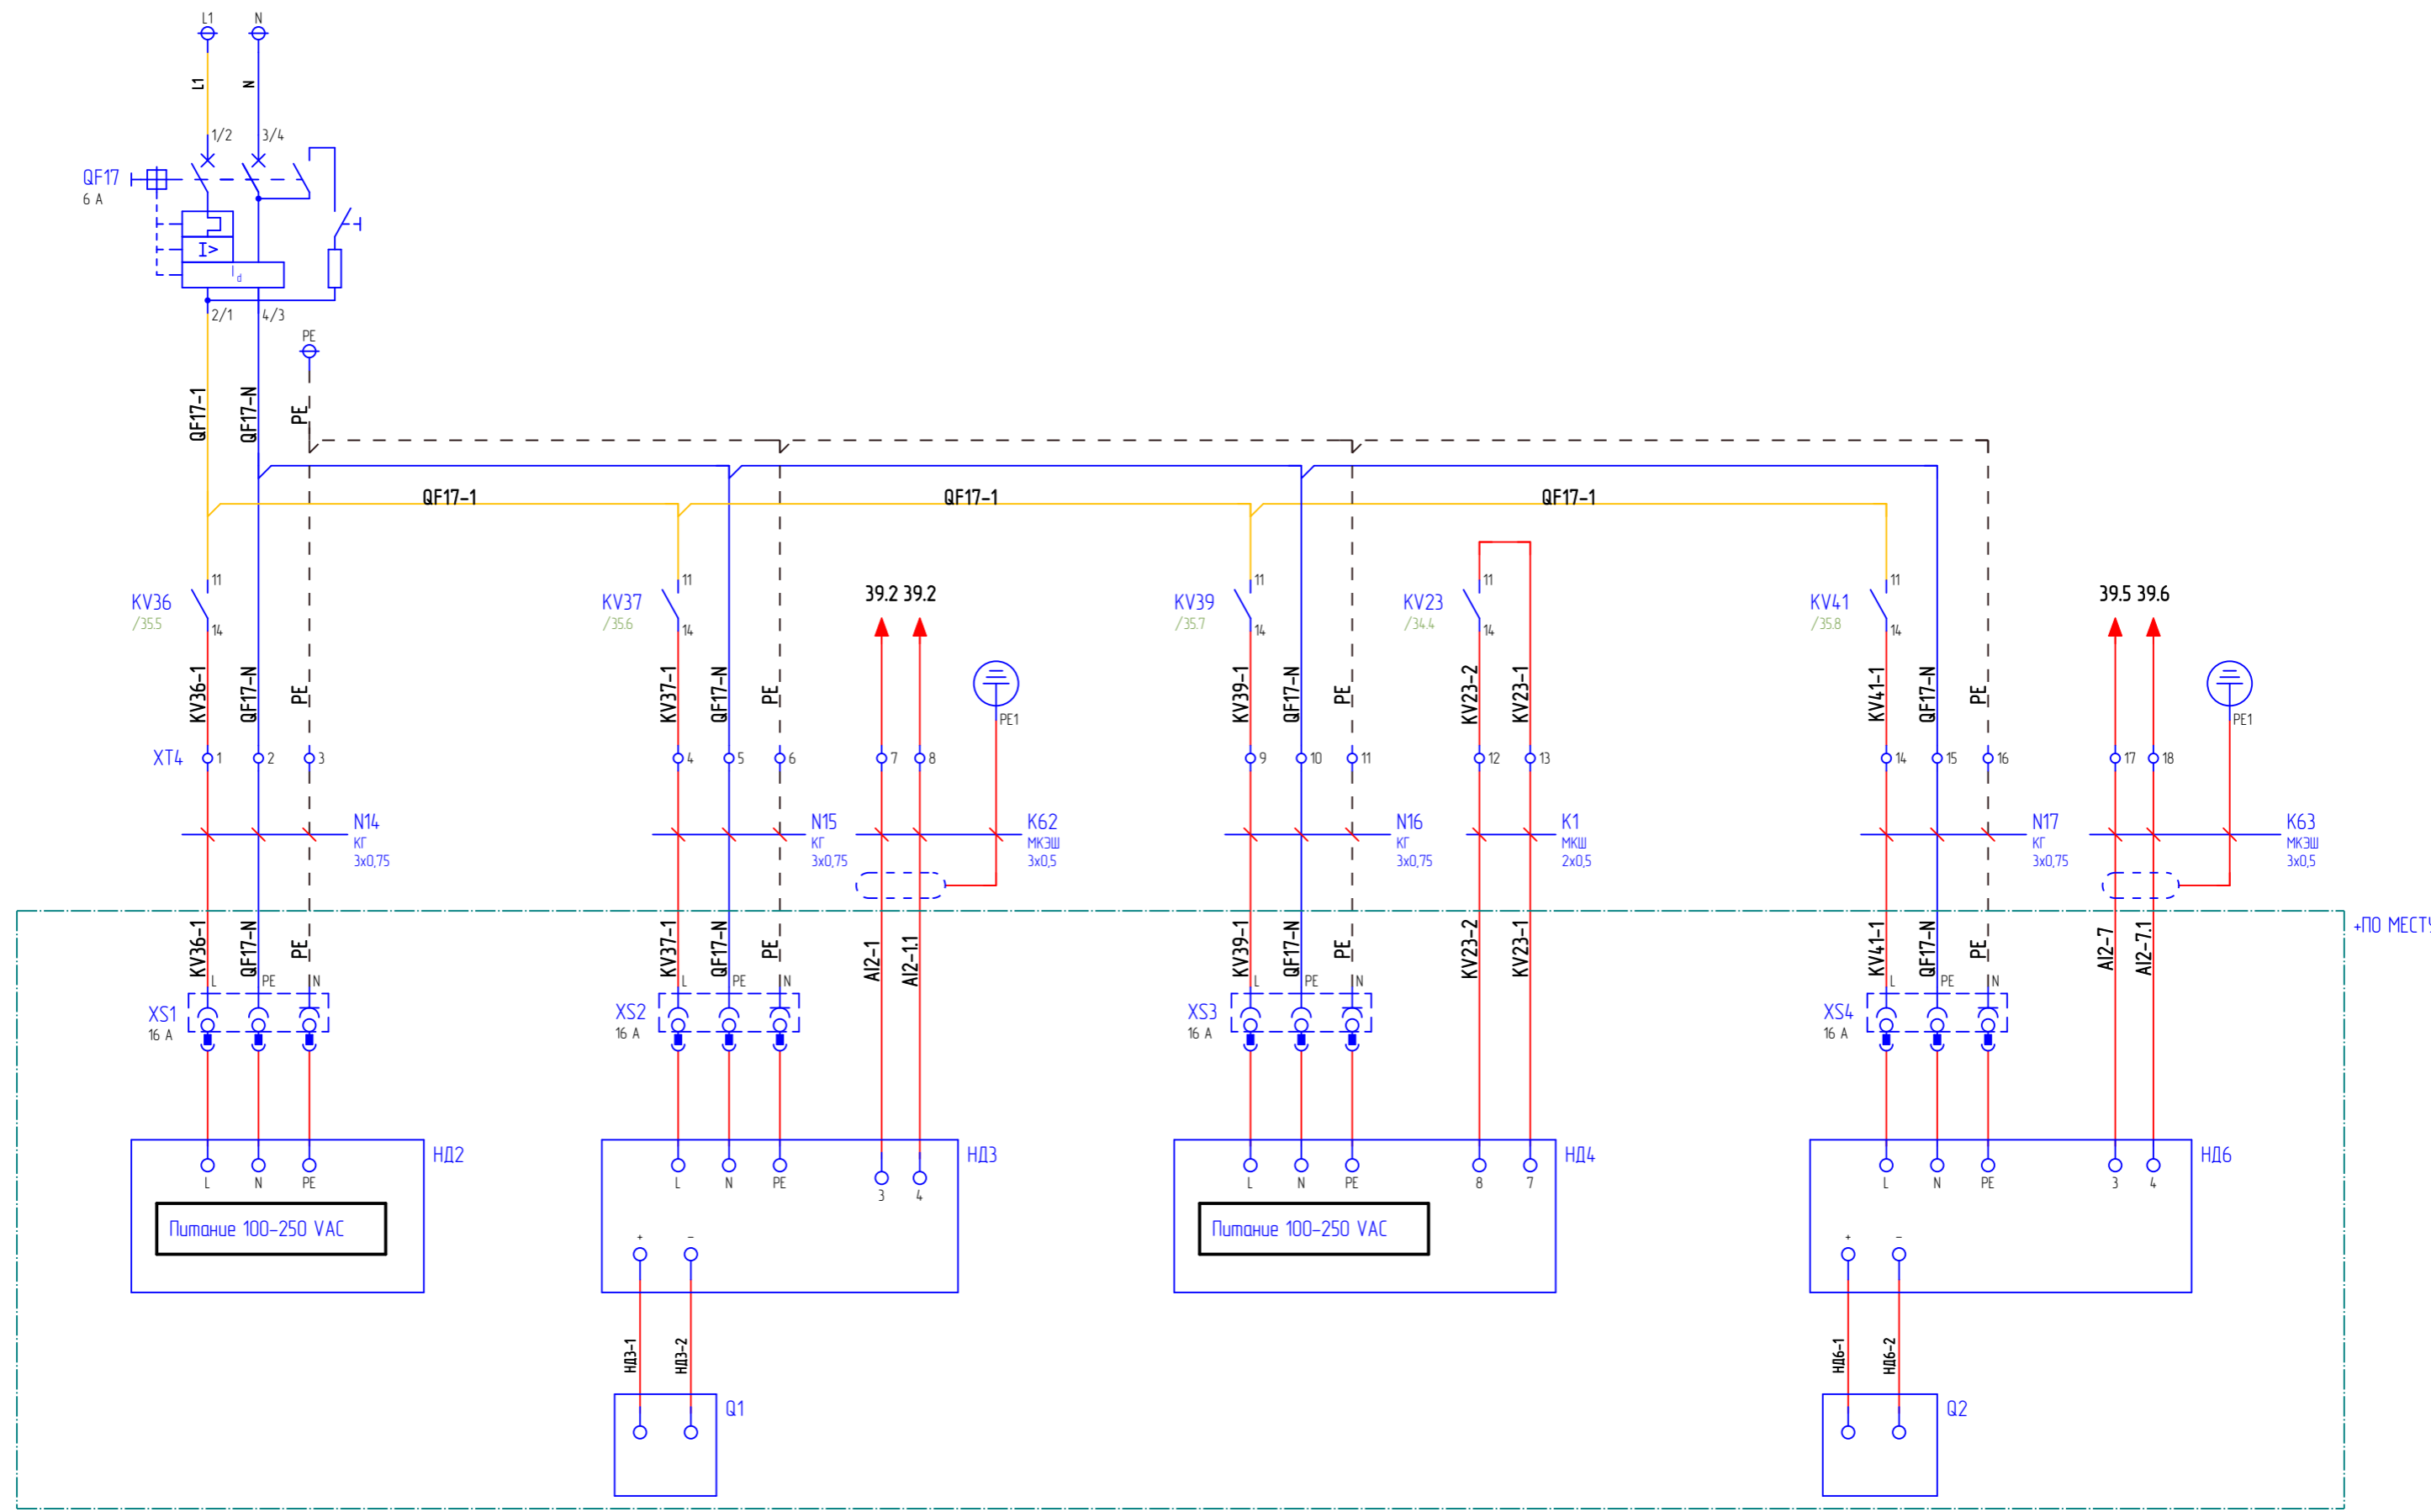 L1 N
L1 N
1/2 3/4
QF17
6 A
I>
Id
2/1 4/3
PE
QF17-1 QF17-N PE
QF17-1 QF17-1 QF17-1
11 11 11 11 11
KV36 KV37 39.2 39.2 KV39 KV23 KV41 39.5 39.6
/35.5 /35.6 /35.7 /34.4 /35.8
14 14 14 14 14
KV36-1 QF17-N PE KV37-1 QF17-N PE PE1 KV39-1 QF17-N PE KV23-2 KV23-1 KV41-1 QF17-N PE PE1
XT4 1 2 3 4 5 6 7 8 9 10 11 12 13 14 15 16 17 18
N14 N15 K62 N16 K1 N17 K63
КГ КГ МКЭШ КГ МКШ КГ МКЭШ
3x0,75 3x0,75 3x0,5 3x0,75 2x0,5 3x0,75 3x0,5
+ПО МЕСТУ
KV36-1 QF17-N PE KV37-1 QF17-N PE AI2-1 AI2-1.1 KV39-1 QF17-N PE KV23-2 KV23-1 KV41-1 QF17-N PE AI2-7 AI2-7.1
L PE N L PE N L PE N L PE N
XS1 XS2 XS3 XS4
16 A 16 A 16 A 16 A
НД2 НД3 НД4 НД6
L N PE L N PE 3 4 L N PE 8 7 L N PE 3 4
Питание 100-250 VAC Питание 100-250 VAC
+ - + -
НД3-1 НД3-2 НД6-1 НД6-2
Q1 Q2